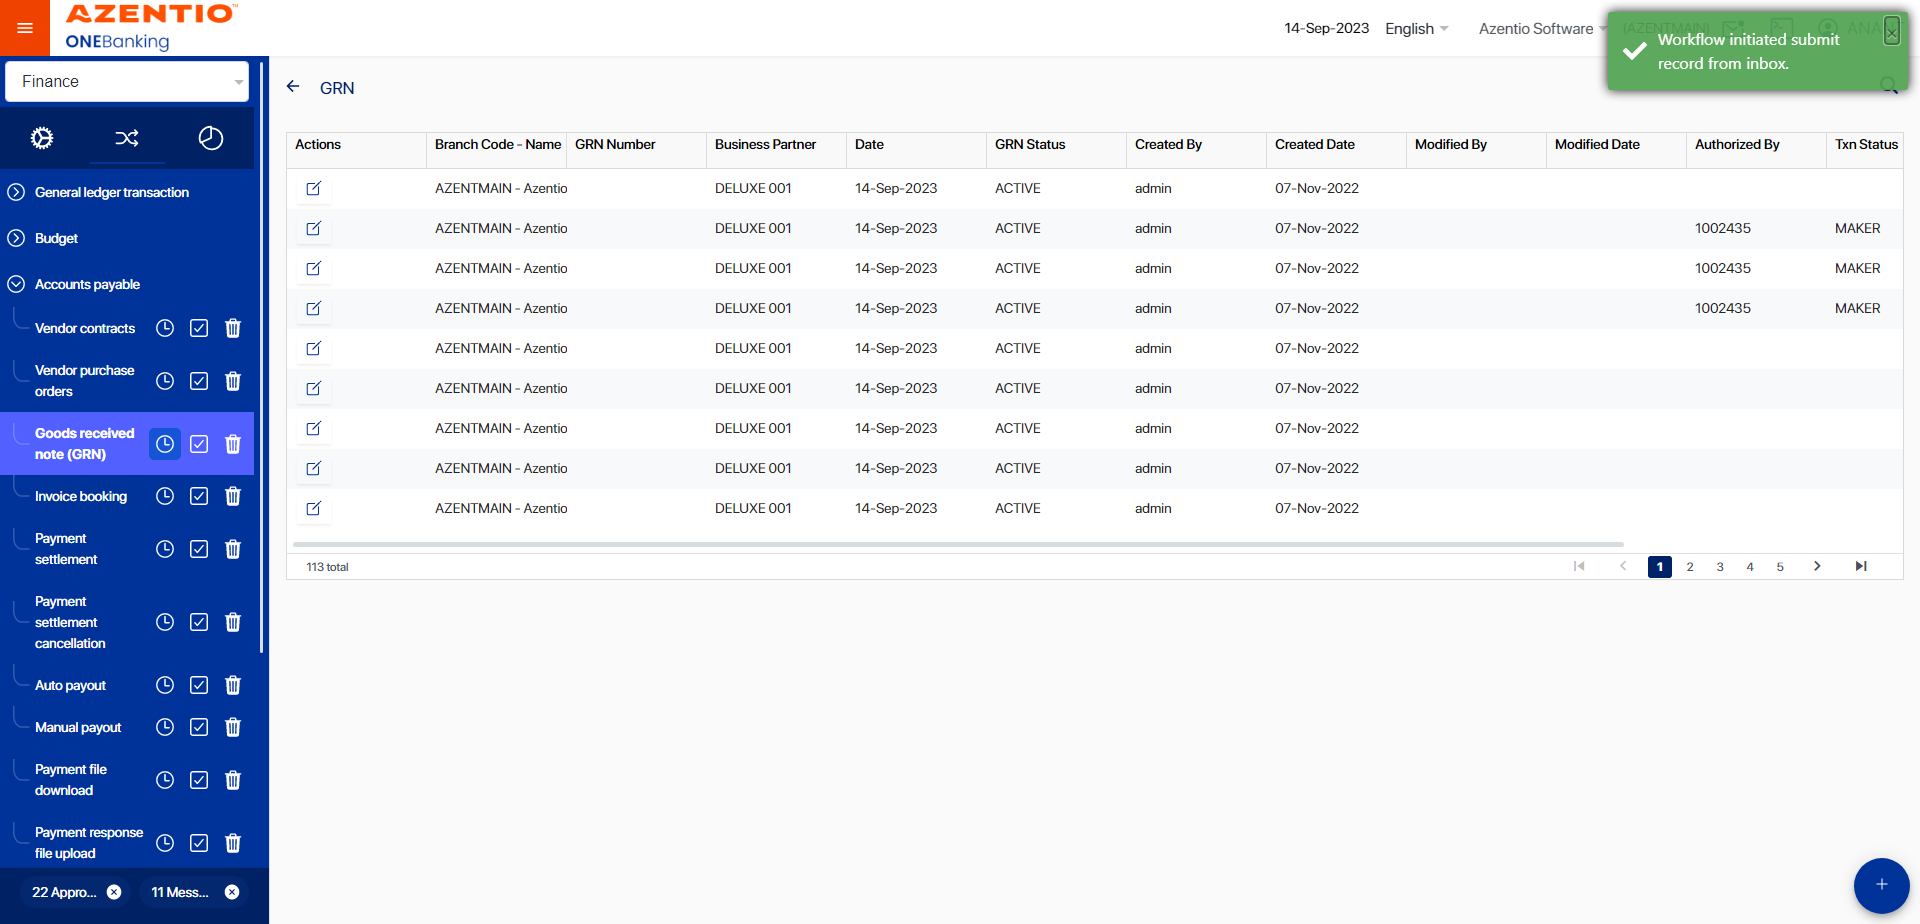 AZENTIO™
ONEBanking
14-Sep-2023 English Azentio Software (AZENTMAIN)
Workflow initiated submit
record from inbox.
Finance
GRN
General ledger transaction
Budget
Accounts payable
Vendor contracts
Vendor purchase
orders
Goods received
note (GRN)
Invoice booking
Payment
settlement
Payment
settlement
cancellation
Auto payout
Manual payout
Payment file
download
Payment response
file upload
22 Appro... 11 Mess...
Actions Branch Code - Name GRN Number Business Partner Date GRN Status Created By Created Date Modified By Modified Date Authorized By Txn Status
AZENTMAIN - Azentio DELUXE 001 14-Sep-2023 ACTIVE admin 07-Nov-2022
AZENTMAIN - Azentio DELUXE 001 14-Sep-2023 ACTIVE admin 07-Nov-2022 1002435 MAKER
AZENTMAIN - Azentio DELUXE 001 14-Sep-2023 ACTIVE admin 07-Nov-2022 1002435 MAKER
AZENTMAIN - Azentio DELUXE 001 14-Sep-2023 ACTIVE admin 07-Nov-2022 1002435 MAKER
AZENTMAIN - Azentio DELUXE 001 14-Sep-2023 ACTIVE admin 07-Nov-2022
AZENTMAIN - Azentio DELUXE 001 14-Sep-2023 ACTIVE admin 07-Nov-2022
AZENTMAIN - Azentio DELUXE 001 14-Sep-2023 ACTIVE admin 07-Nov-2022
AZENTMAIN - Azentio DELUXE 001 14-Sep-2023 ACTIVE admin 07-Nov-2022
AZENTMAIN - Azentio DELUXE 001 14-Sep-2023 ACTIVE admin 07-Nov-2022
113 total 1 2 3 4 5